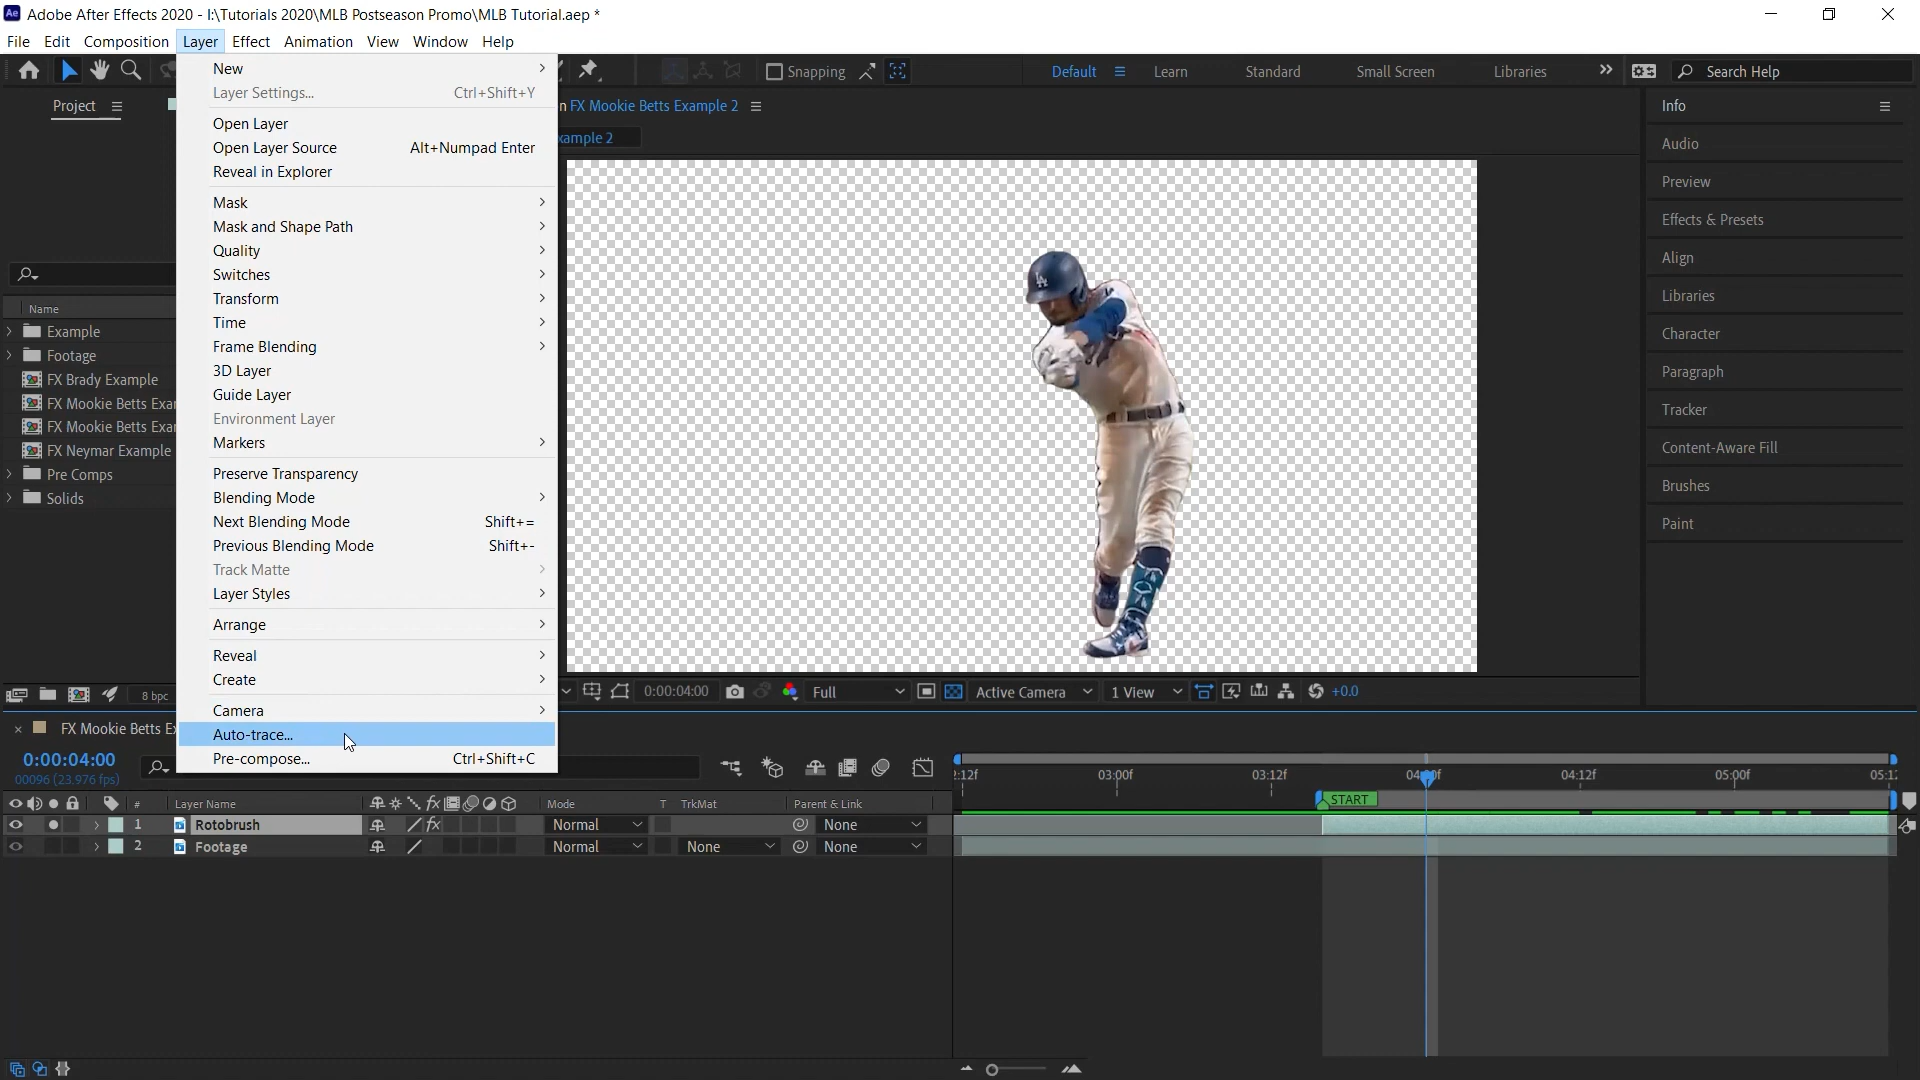 Ae Adobe After Effects 2020 - I:\Tutorials 2020\MLB Postseason Promo\MLB Tutorial.aep *
File Edit Composition Layer Effect Animation View Window Help
Snapping Default Learn Standard Small Screen Libraries Search Help
Project
n FX Mookie Betts Example 2
xample 2
New
Layer Settings... Ctrl+Shift+Y
Open Layer
Open Layer Source Alt+Numpad Enter
Reveal in Explorer
Mask
Mask and Shape Path
Quality
Switches
Transform
Time
Frame Blending
3D Layer
Guide Layer
Environment Layer
Markers
Preserve Transparency
Blending Mode
Next Blending Mode Shift+=
Previous Blending Mode Shift+-
Track Matte
Layer Styles
Arrange
Reveal
Create
Camera
Auto-trace...
Pre-compose... Ctrl+Shift+C
Name
Example
Footage
FX Brady Example
FX Mookie Betts Exar
FX Mookie Betts Exar
FX Neymar Example
Pre Comps
Solids
8 bpc
LA
Info
Audio
Preview
Effects & Presets
Align
Libraries
Character
Paragraph
Tracker
Content-Aware Fill
Brushes
Paint
0:00:04:00 Full Active Camera 1 View +0.0
× FX Mookie Betts Ex
0:00:04:00
00096 (23.976 fps)
:12f 03:00f 03:12f 04:00f 04:12f 05:00f 05:1
START
# Layer Name fx Mode T TrkMat Parent & Link
1 Rotobrush fx Normal None
2 Footage Normal None None